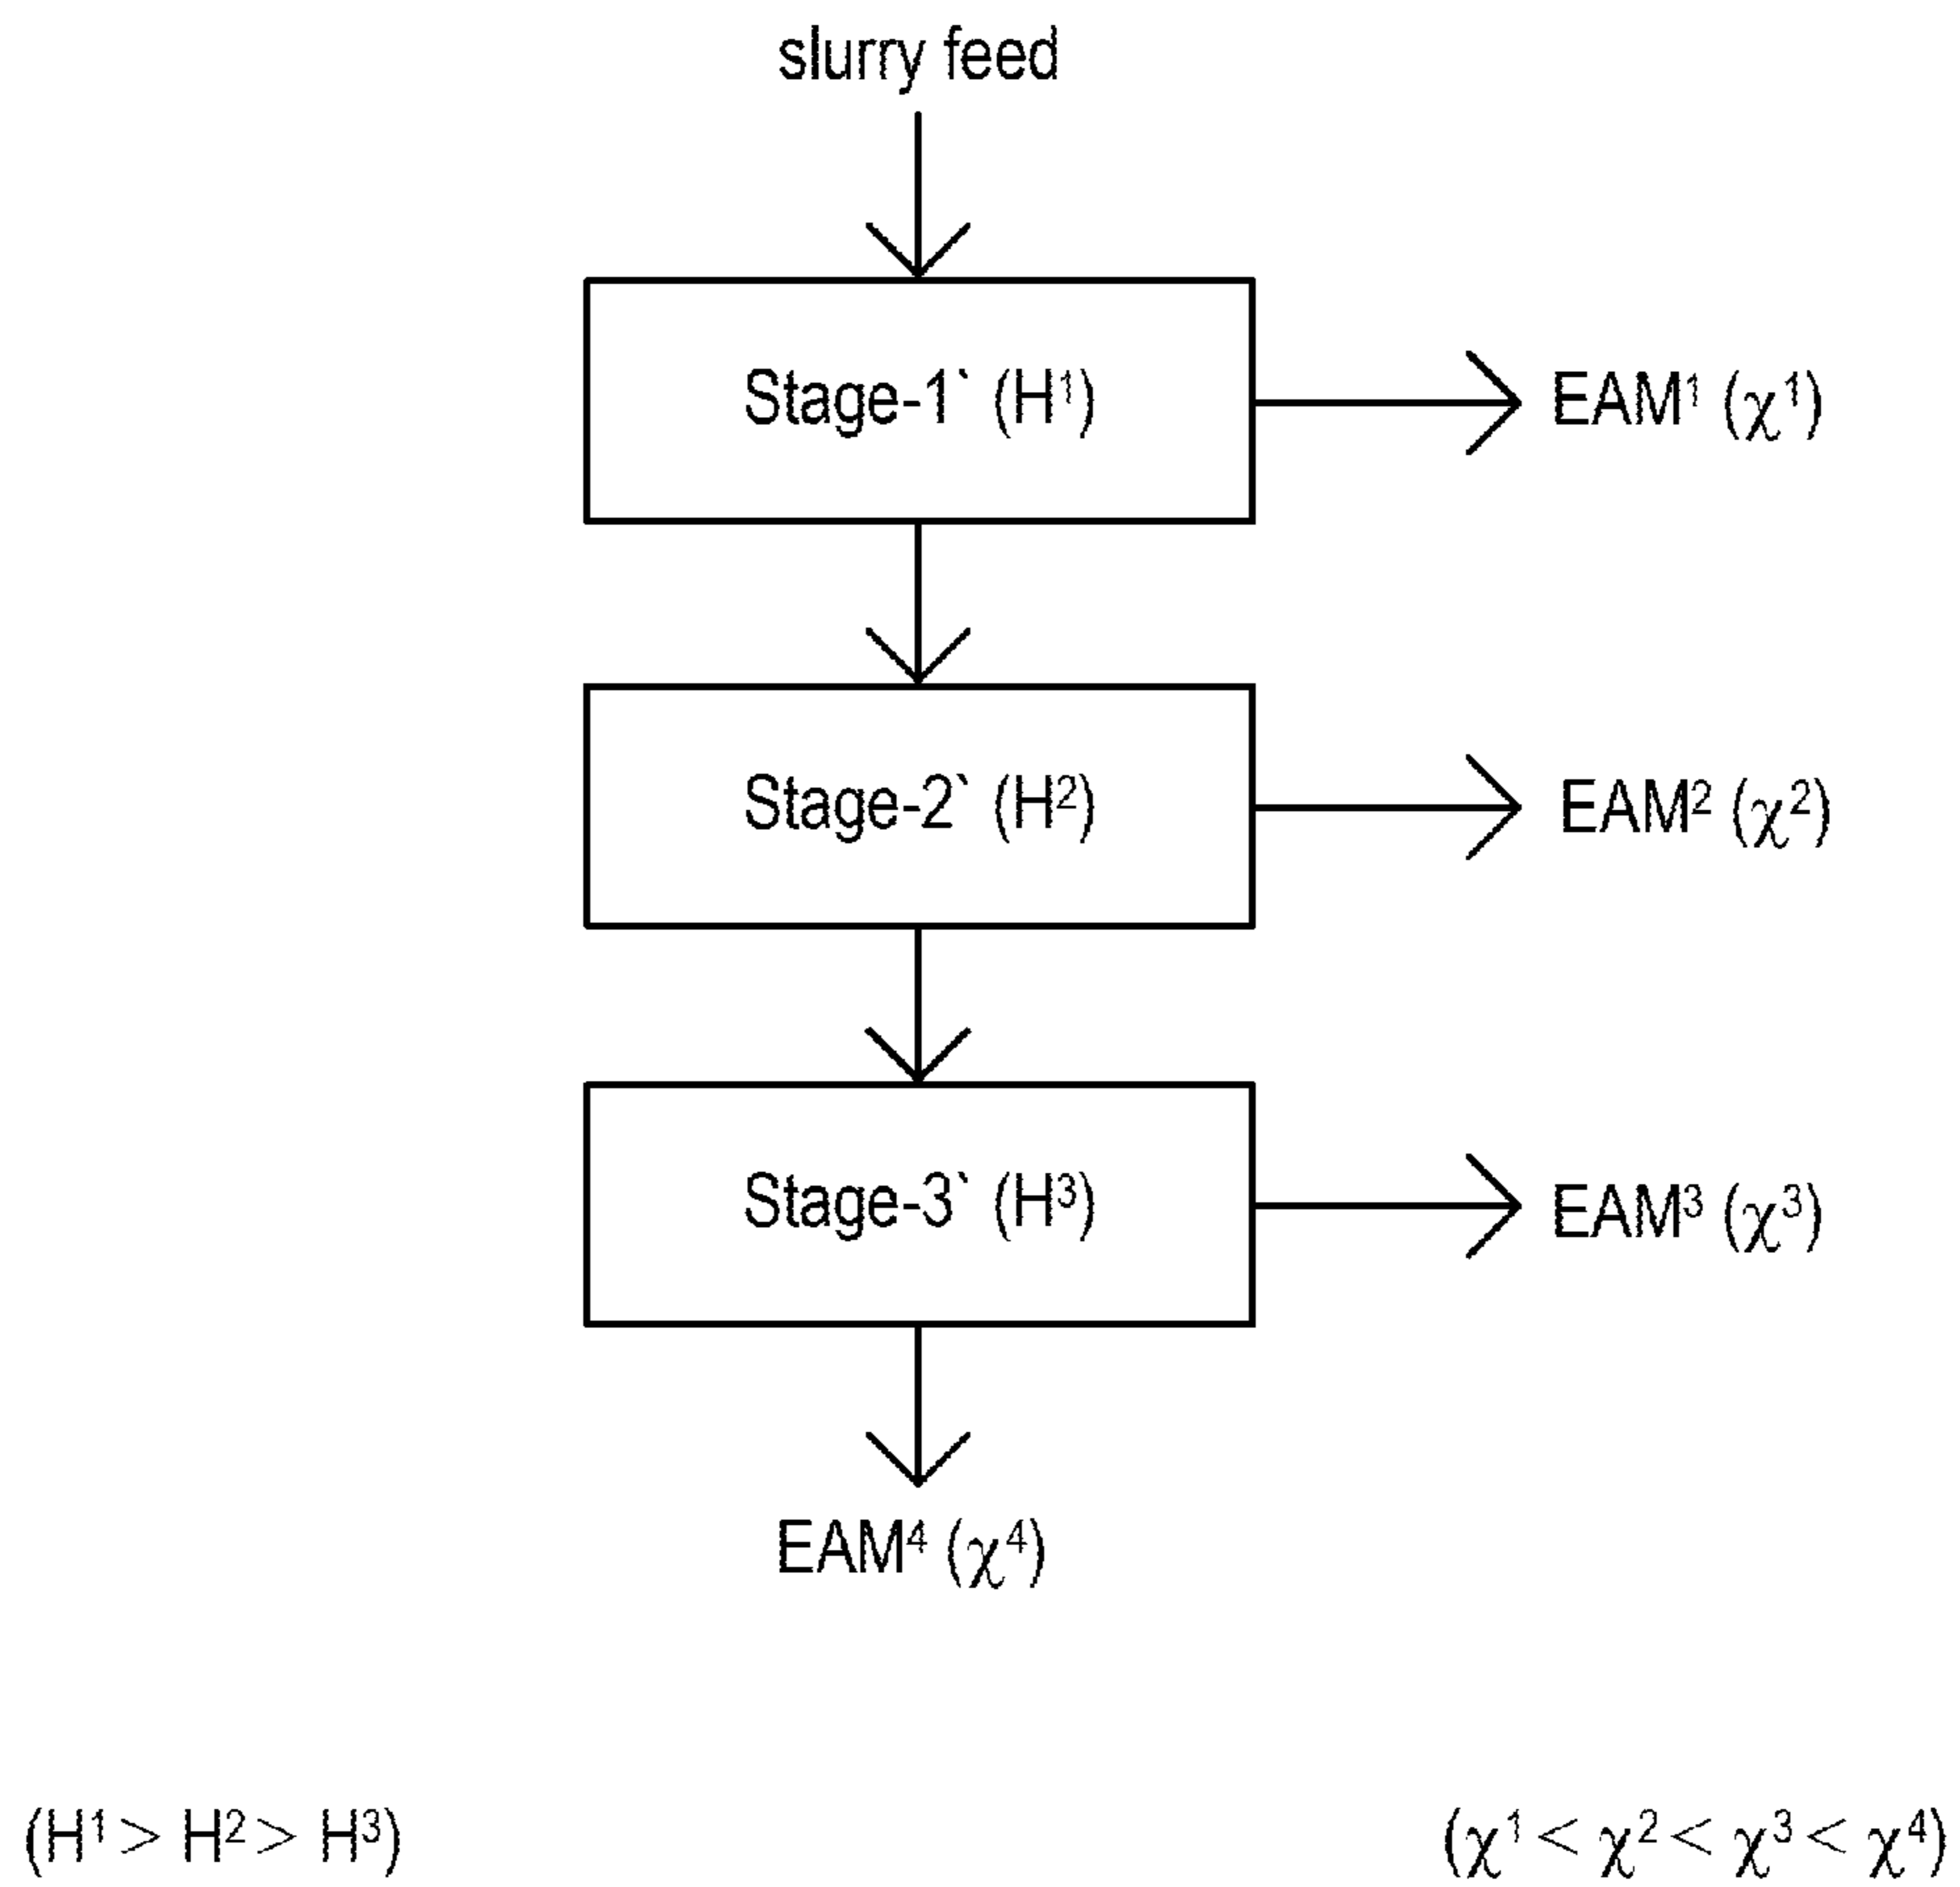 slurry feed
Stage-1` (H¹)
EAM¹ (χ¹)
Stage-2` (H²)
EAM² (χ²)
Stage-3` (H³)
EAM³ (χ³)
EAM⁴ (χ⁴)
(H¹ > H² > H³)
(χ¹ < χ² < χ³ < χ⁴)